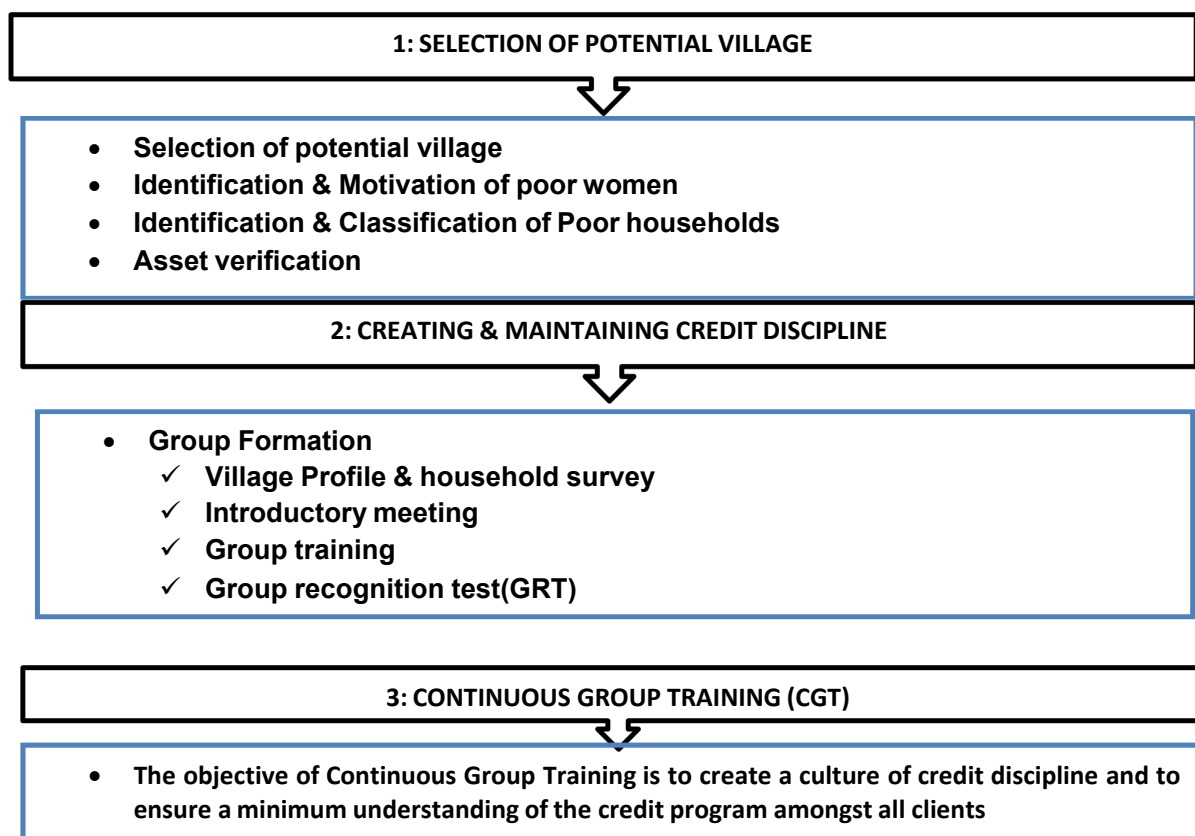 1: SELECTION OF POTENTIAL VILLAGE
• Selection of potential village
• Identification & Motivation of poor women
• Identification & Classification of Poor households
• Asset verification
2: CREATING & MAINTAINING CREDIT DISCIPLINE
• Group Formation
✓ Village Profile & household survey
✓ Introductory meeting
✓ Group training
✓ Group recognition test(GRT)
3: CONTINUOUS GROUP TRAINING (CGT)
• The objective of Continuous Group Training is to create a culture of credit discipline and to
ensure a minimum understanding of the credit program amongst all clients